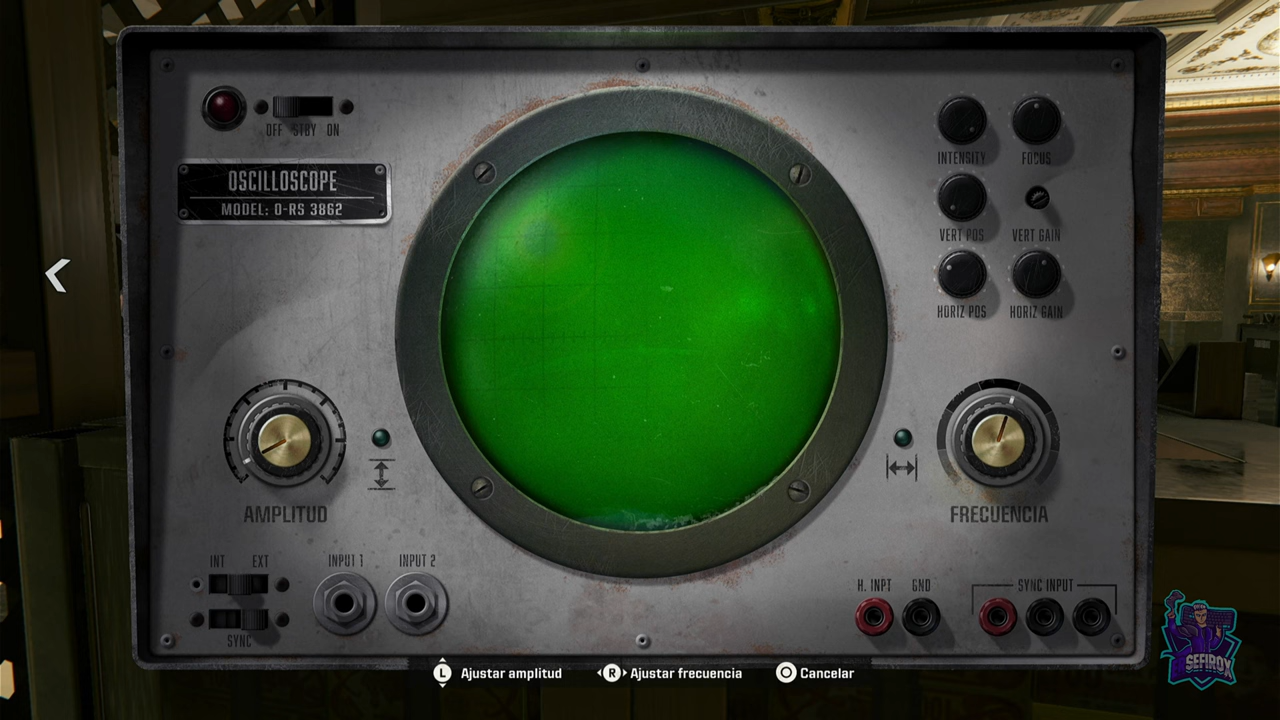 OFF STBY ON
OSCILLOSCOPE
MODEL: O-RS 3862
INTENSITY
FOCUS
VERT POS
VERT GAIN
HORIZ POS
HORIZ GAIN
AMPLITUD
FRECUENCIA
INT
EXT
SYNC
INPUT 1
INPUT 2
H. INPT
GND
SYNC INPUT
L Ajustar amplitud
R Ajustar frecuencia
Cancelar
SEFIROX